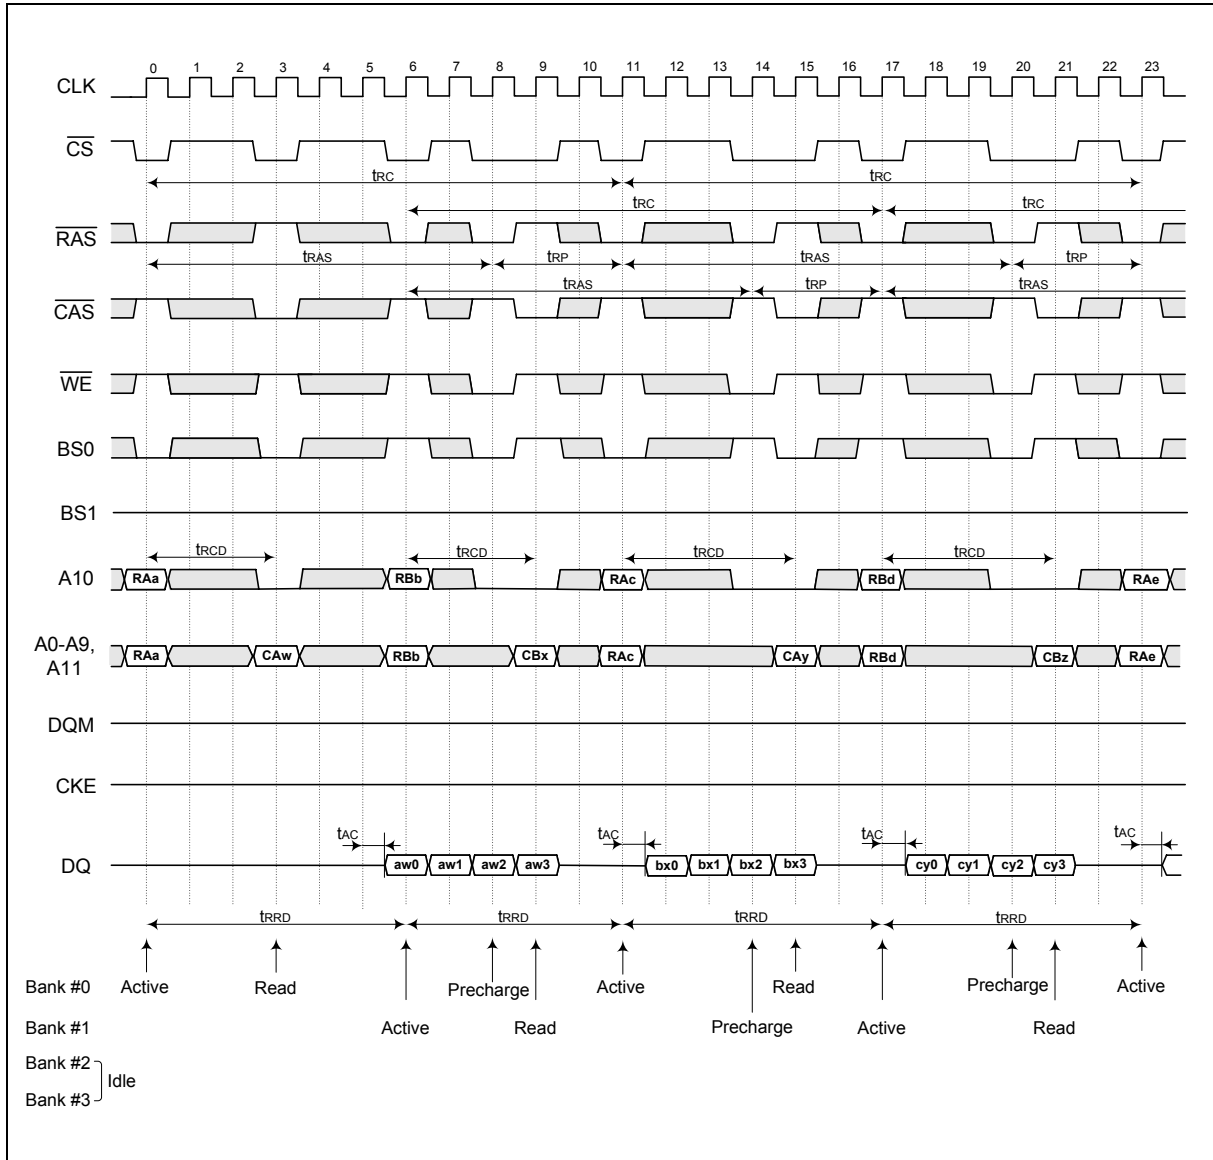 0 1 2 3 4 5 6 7 8 9 10 11 12 13 14 15 16 17 18 19 20 21 22 23
CLK
CS
tRC tRC
tRC tRC
RAS
tRAS tRP tRAS tRP
tRAS tRP tRAS
CAS
WE
BS0
BS1
tRCD tRCD tRCD tRCD
A10 RAa RBb RAc RBd RAe
A0-A9,
A11
RAa CAw RBb CBx RAc CAy RBd CBz RAe
DQM
CKE
tAC tAC tAC tAC
DQ aw0 aw1 aw2 aw3 bx0 bx1 bx2 bx3 cy0 cy1 cy2 cy3
tRRD tRRD tRRD tRRD
Bank #0 Active Read Precharge Active Read Precharge Active
Bank #1 Active Read Precharge Active Read
Bank #2
Idle
Bank #3